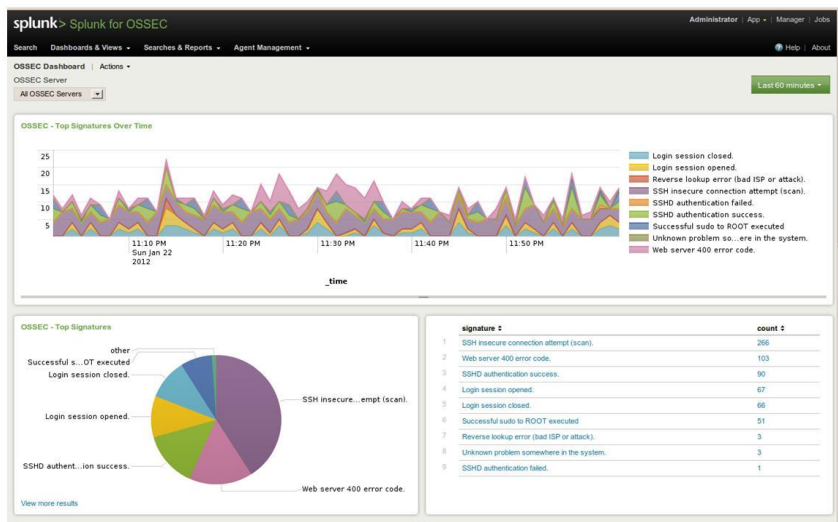 splunk> Splunk for OSSEC
Administrator | App | Manager | Jobs
Search Dashboards & Views Searches & Reports Agent Management
Help | About
OSSEC Dashboard | Actions
OSSEC Server
All OSSEC Servers
Last 60 minutes
OSSEC - Top Signatures Over Time
25
20
15
10
5
11:10 PM
Sun Jan 22
2012
11:20 PM
11:30 PM
11:40 PM
11:50 PM
_time
Login session closed.
Login session opened.
Reverse lookup error (bad ISP or attack).
SSH insecure connection attempt (scan).
SSHD authentication failed.
SSHD authentication success.
Successful sudo to ROOT executed
Unknown problem so...ere in the system.
Web server 400 error code.
OSSEC - Top Signatures
other
Successful s...OT executed
Login session closed.
Login session opened.
SSHD authent...ion success.
SSH insecure...empt (scan).
Web server 400 error code.
View more results
signature count
1 SSH insecure connection attempt (scan). 266
2 Web server 400 error code. 103
3 SSHD authentication success. 90
4 Login session opened. 67
5 Login session closed. 66
6 Successful sudo to ROOT executed 51
7 Reverse lookup error (bad ISP or attack). 3
8 Unknown problem somewhere in the system. 3
9 SSHD authentication failed. 1